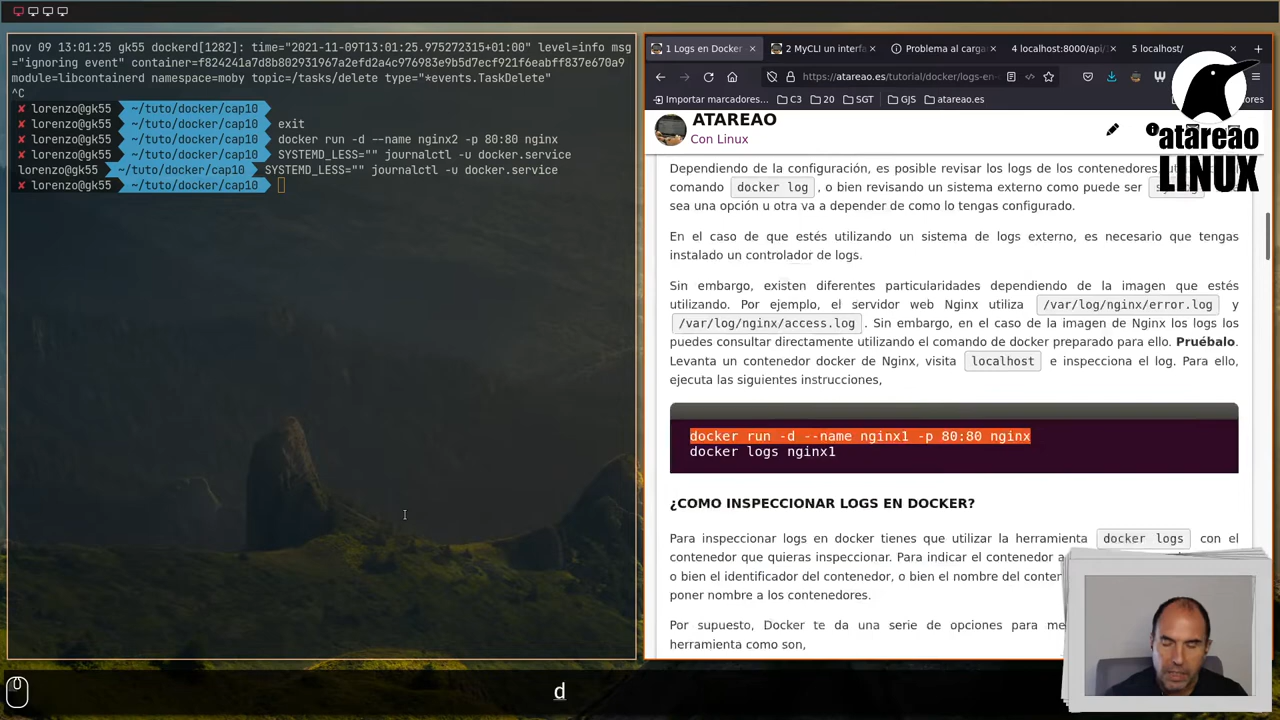 nov 09 13:01:25 gk55 dockerd[1282]: time="2021-11-09T13:01:25.975272315+01:00" level=info msg
="ignoring event" container=f824241a7d8b802931967a2efd2a4c976983e9b5d7ecf921f6eabff837e670a9
module=libcontainerd namespace=moby topic=/tasks/delete type="*events.TaskDelete"
^C
✘ lorenzo@gk55 ~/tuto/docker/cap10
✘ lorenzo@gk55 ~/tuto/docker/cap10 exit
✘ lorenzo@gk55 ~/tuto/docker/cap10 docker run -d --name nginx2 -p 80:80 nginx
✘ lorenzo@gk55 ~/tuto/docker/cap10 SYSTEMD_LESS="" journalctl -u docker.service
lorenzo@gk55 ~/tuto/docker/cap10 SYSTEMD_LESS="" journalctl -u docker.service
✘ lorenzo@gk55 ~/tuto/docker/cap10
1 Logs en Docker
2 MyCLI un interfa
Problema al carga
4 localhost:8000/api/
5 localhost/
https://atareao.es/tutorial/docker/logs-en-
Importar marcadores... C3 20 SGT GJS atareao.es
ATAREAO
Con Linux
atareao
LINUX
Dependiendo de la configuración, es posible revisar los logs de los contenedores
comando docker log , o bien revisando un sistema externo como puede ser
sea una opción u otra va a depender de como lo tengas configurado.
En el caso de que estés utilizando un sistema de logs externo, es necesario que tengas
instalado un controlador de logs.
Sin embargo, existen diferentes particularidades dependiendo de la imagen que estés
utilizando. Por ejemplo, el servidor web Nginx utiliza /var/log/nginx/error.log y
/var/log/nginx/access.log . Sin embargo, en el caso de la imagen de Nginx los logs los
puedes consultar directamente utilizando el comando de docker preparado para ello. Pruébalo.
Levanta un contenedor docker de Nginx, visita localhost e inspecciona el log. Para ello,
ejecuta las siguientes instrucciones,
docker run -d --name nginx1 -p 80:80 nginx
docker logs nginx1
¿COMO INSPECCIONAR LOGS EN DOCKER?
Para inspeccionar logs en docker tienes que utilizar la herramienta docker logs con el
contenedor que quieras inspeccionar. Para indicar el contenedor
o bien el identificador del contenedor, o bien el nombre del
poner nombre a los contenedores.
Por supuesto, Docker te da una serie de opciones para
herramienta como son,
d